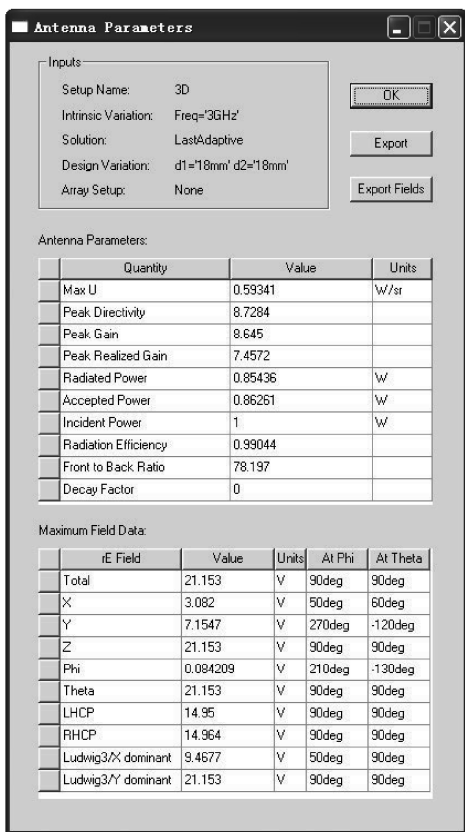 Antenna Parameters
Inputs
Setup Name: 3D
Intrinsic Variation: Freq='3GHz'
Solution: LastAdaptive
Design Variation: d1='18mm' d2='18mm'
Array Setup: None
OK
Export
Export Fields
Antenna Parameters:
Quantity Value Units
Max U 0.59341 W/sr
Peak Directivity 8.7284
Peak Gain 8.645
Peak Realized Gain 7.4572
Radiated Power 0.85436 W
Accepted Power 0.86261 W
Incident Power 1 W
Radiation Efficiency 0.99044
Front to Back Ratio 78.197
Decay Factor 0
Maximum Field Data:
rE Field Value Units At Phi At Theta
Total 21.153 V 90deg 90deg
X 3.082 V 50deg 60deg
Y 7.1547 V 270deg -120deg
Z 21.153 V 90deg 90deg
Phi 0.084209 V 210deg -130deg
Theta 21.153 V 90deg 90deg
LHCP 14.95 V 90deg 90deg
RHCP 14.964 V 90deg 90deg
Ludwig3/X dominant 9.4677 V 50deg 90deg
Ludwig3/Y dominant 21.153 V 90deg 90deg